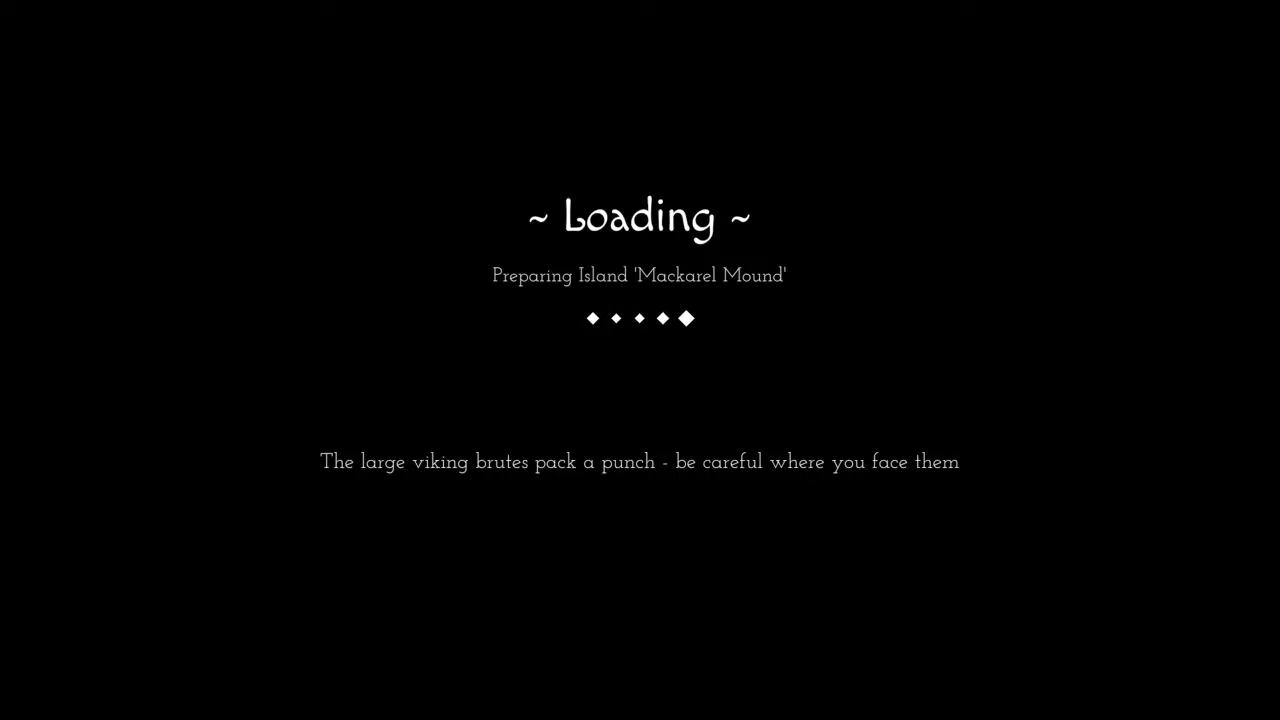 ~ Loading ~
Preparing Island 'Mackarel Mound'
The large viking brutes pack a punch - be careful where you face them